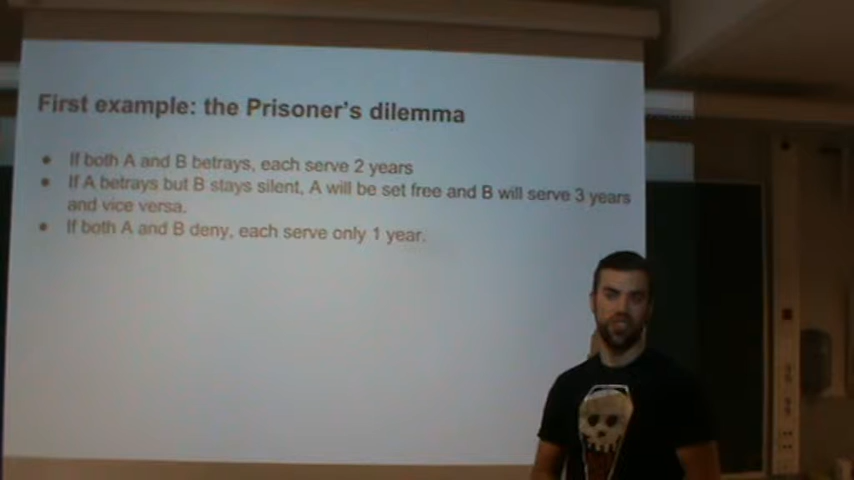 First example: the Prisoner's dilemma
• If both A and B betrays, each serve 2 years
• If A betrays but B stays silent, A will be set free and B will serve 3 years
and vice versa.
• If both A and B deny, each serve only 1 year.